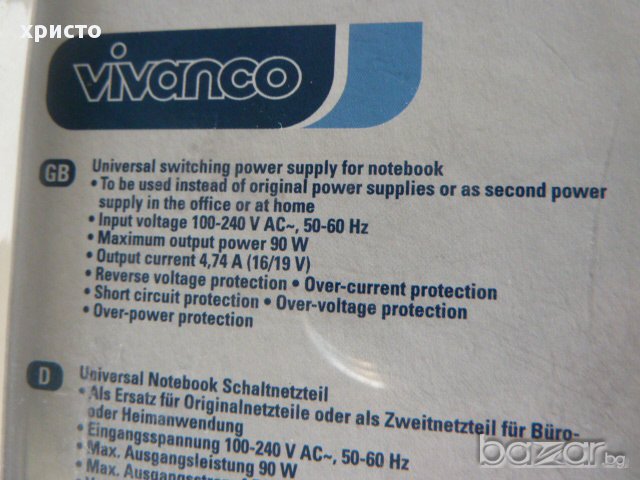 христо
vivanco
GB
Universal switching power supply for notebook
• To be used instead of original power supplies or as second power
supply in the office or at home
• Input voltage 100-240 V AC~, 50-60 Hz
• Maximum output power 90 W
• Output current 4,74 A (16/19 V)
• Reverse voltage protection • Over-current protection
• Short circuit protection • Over-voltage protection
• Over-power protection
D
Universal Notebook Schaltnetzteil
• Als Ersatz für Originalnetzteile oder als Zweitnetzteil für Büro-
oder Heimanwendung
• Eingangsspannung 100-240 V AC~, 50-60 Hz
• Max. Ausgangsleistung 90 W
• Max.
bazar.bg